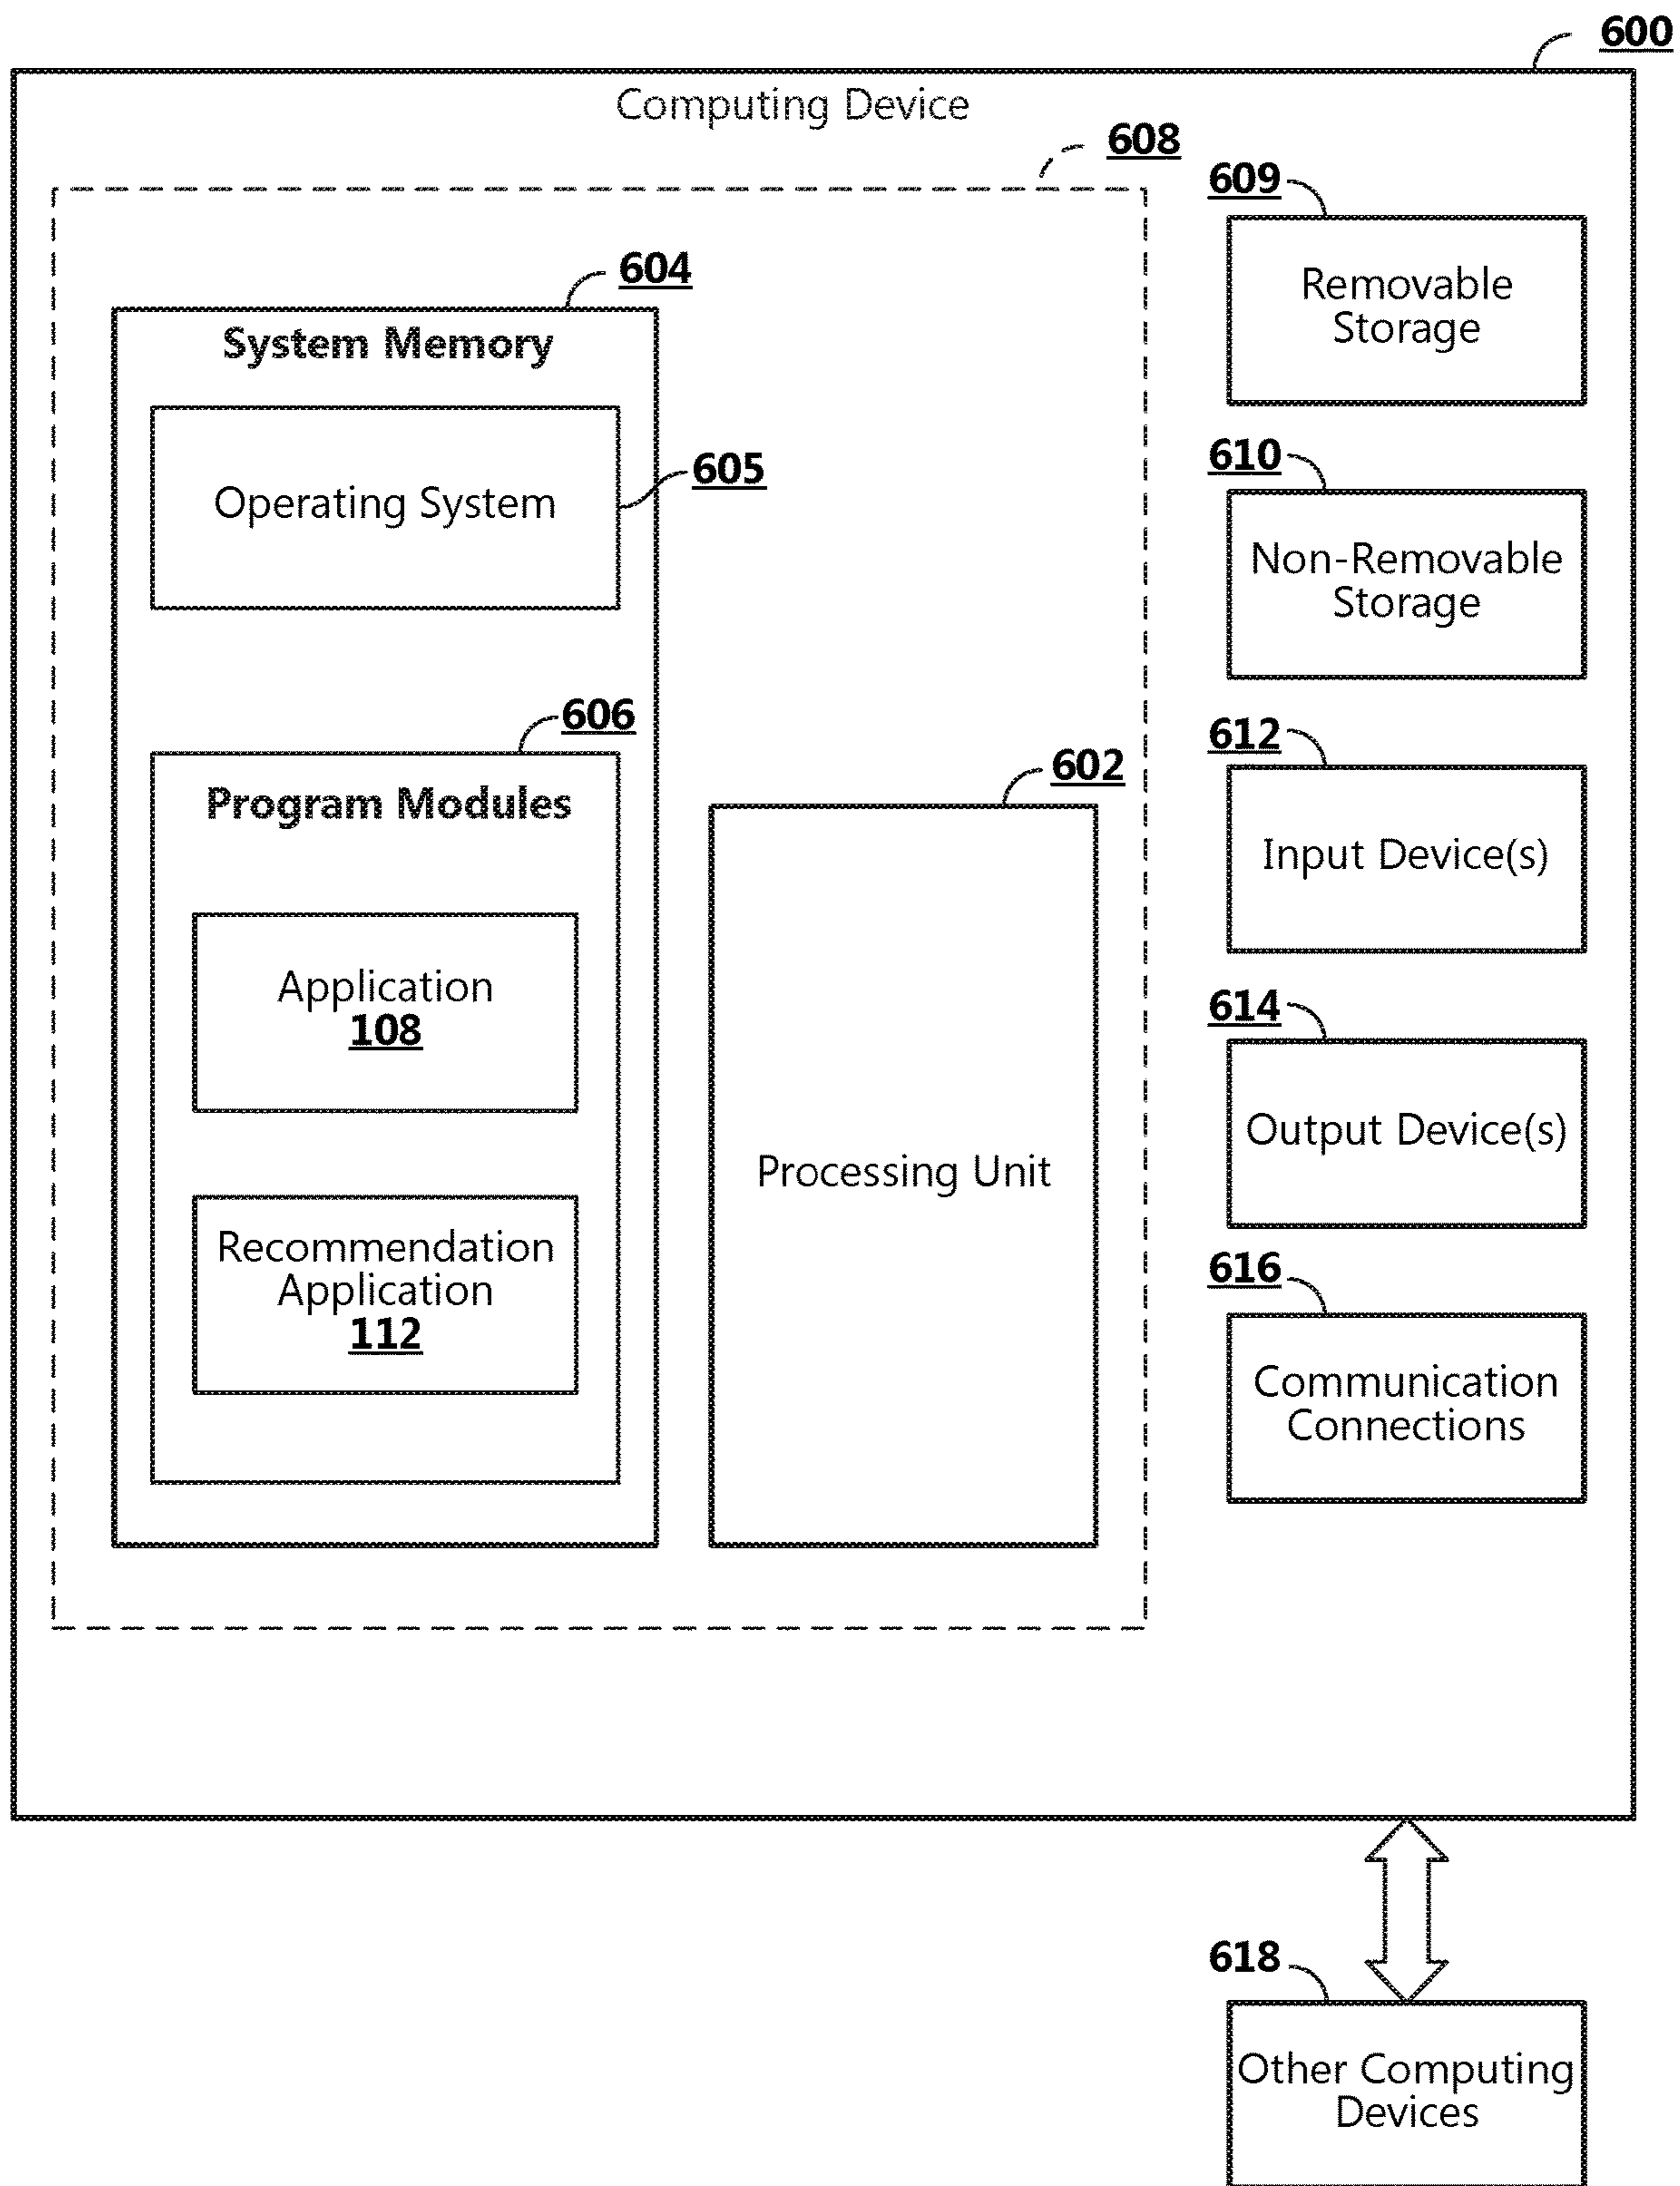 600
Computing Device
608
609
Removable
Storage
604
System Memory
Operating System
605
610
Non-Removable
Storage
606
Program Modules
602
612
Input Device(s)
Application
108
Processing Unit
614
Output Device(s)
Recommendation
Application
112
616
Communication
Connections
618
Other Computing
Devices